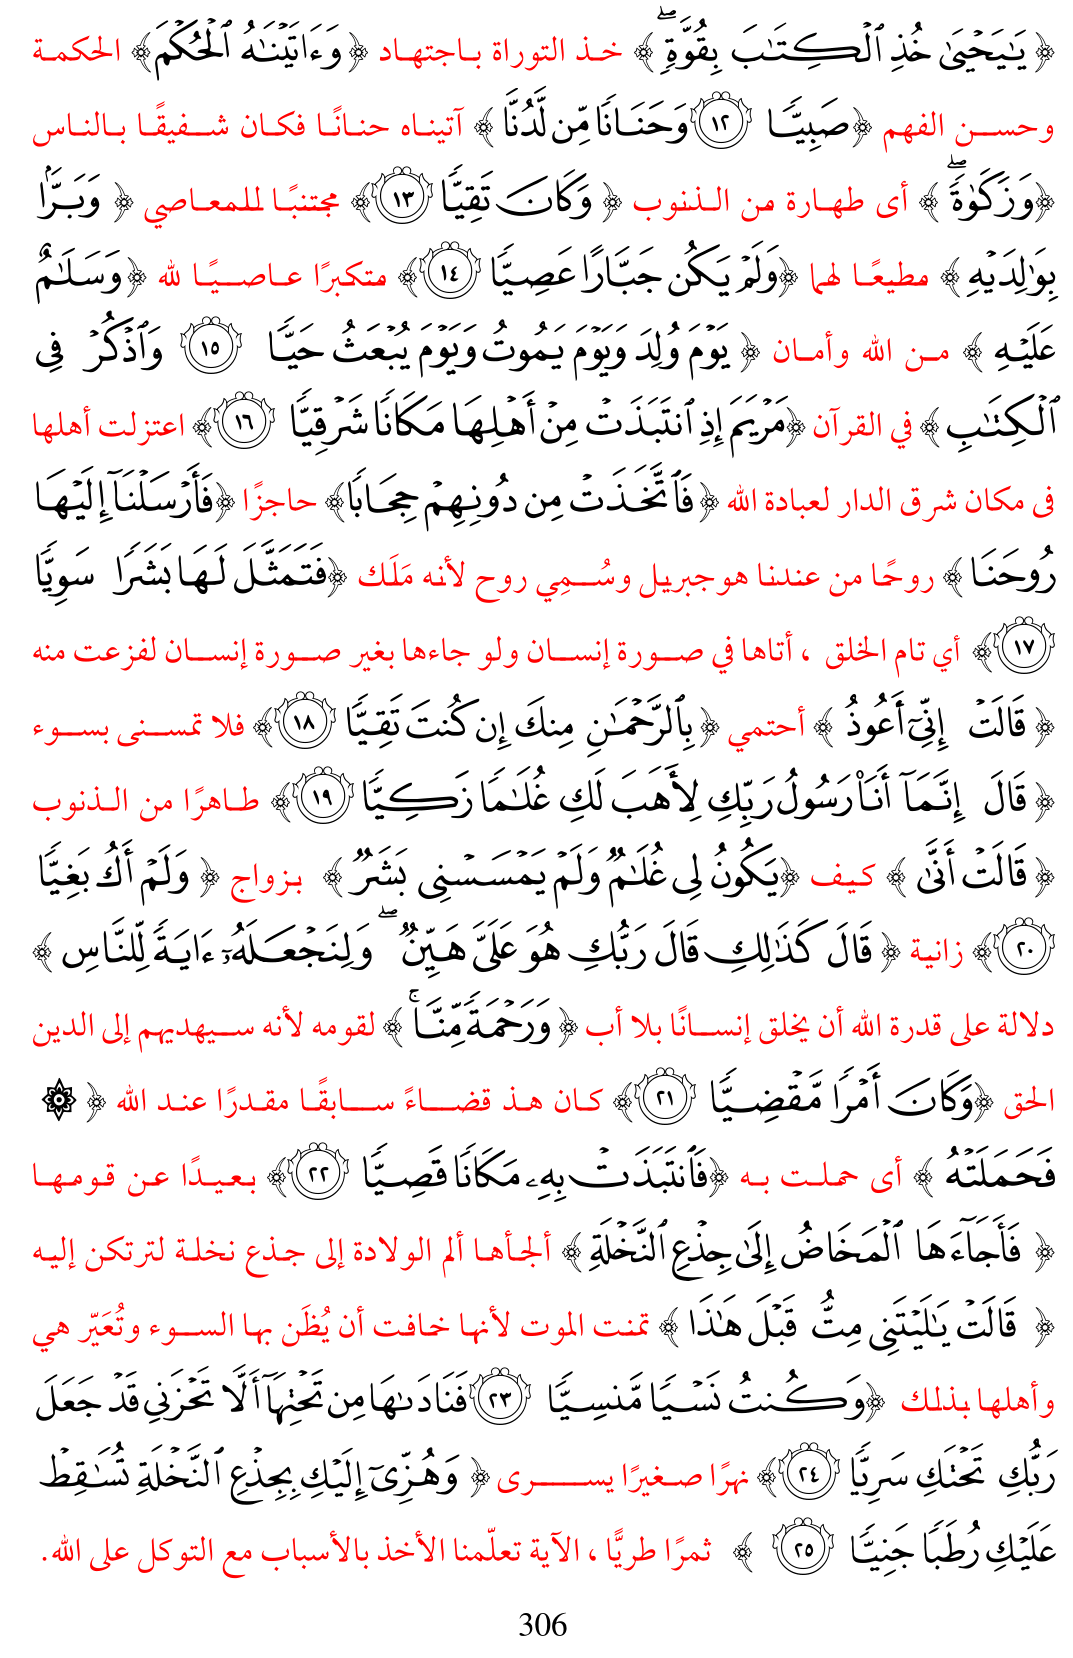 ﴿ يَٰيَحۡيَىٰ خُذِ ٱلۡكِتَٰبَ بِقُوَّةٖۖ ﴾ خذ التوراة باجتهاد ﴿ وَءَاتَيۡنَٰهُ ٱلۡحُكۡمَ﴾ الحكمة
وحسن الفهم ﴿صَبِيّٗا ١٢ وَحَنَانٗا مِّن لَّدُنَّا ﴾ آتيناه حنانًا فكان شفيقًا بالناس
﴿وَزَكَوٰةٗۖ ﴾ أى طهارة من الذنوب ﴿ وَكَانَ تَقِيّٗا ١٣﴾ مجتنبًا للمعاصي ﴿ وَبَرَّۢا
بِوَٰلِدَيۡهِ ﴾ مطيعًا لهما ﴿وَلَمۡ يَكُن جَبَّارًا عَصِيّٗا ١٤﴾ متكبرًا عاصيًا لله ﴿وَسَلَٰمٌ
عَلَيۡهِ ﴾ من الله وأمان ﴿ يَوۡمَ وُلِدَ وَيَوۡمَ يَمُوتُ وَيَوۡمَ يُبۡعَثُ حَيّٗا ١٥ وَٱذۡكُرۡ فِي
ٱلۡكِتَٰبِ ﴾ في القرآن ﴿مَرۡيَمَ إِذِ ٱنتَبَذَتۡ مِنۡ أَهۡلِهَا مَكَانٗا شَرۡقِيّٗا ١٦﴾ اعتزلت أهلها
فى مكان شرق الدار لعبادة الله ﴿فَٱتَّخَذَتۡ مِن دُونِهِمۡ حِجَابٗا﴾ حاجزًا ﴿فَأَرۡسَلۡنَآ إِلَيۡهَا
رُوحَنَا ﴾ روحًا من عندنا هوجبريل وسُمِي روح لأنه مَلَك ﴿فَتَمَثَّلَ لَهَا بَشَرٗا سَوِيّٗا
١٧﴾ أي تام الخلق ، أتاها في صورة إنسان ولو جاءها بغير صورة إنسان لفزعت منه
﴿ قَالَتۡ إِنِّيٓ أَعُوذُ ﴾ أحتمي ﴿بِٱلرَّحۡمَٰنِ مِنكَ إِن كُنتَ تَقِيّٗا ١٨﴾ فلا تمسنى بسوء
﴿ قَالَ إِنَّمَآ أَنَا۠ رَسُولُ رَبِّكِ لِأَهَبَ لَكِ غُلَٰمٗا زَكِيّٗا ١٩﴾ طاهرًا من الذنوب
﴿ قَالَتۡ أَنَّىٰ ﴾ كيف ﴿يَكُونُ لِي غُلَٰمٞ وَلَمۡ يَمۡسَسۡنِي بَشَرٞ ﴾ بزواج ﴿ وَلَمۡ أَكُ بَغِيّٗا
٢٠﴾ زانية ﴿ قَالَ كَذَٰلِكِ قَالَ رَبُّكِ هُوَ عَلَيَّ هَيِّنٞۖ وَلِنَجۡعَلَهُۥٓ ءَايَةٗ لِّلنَّاسِ ﴾
دلالة على قدرة الله أن يخلق إنسانًا بلا أب ﴿ وَرَحۡمَةٗ مِّنَّاۚ ﴾ لقومه لأنه سيهديهم إلى الدين
الحق ﴿وَكَانَ أَمۡرٗا مَّقۡضِيّٗا ٢١﴾ كان هذ قضاءً سابقًا مقدرًا عند الله ﴿ ۞
فَحَمَلَتۡهُ ﴾ أى حملت به ﴿فَٱنتَبَذَتۡ بِهِۦ مَكَانٗا قَصِيّٗا ٢٢﴾ بعيدًا عن قومها
﴿ فَأَجَآءَهَا ٱلۡمَخَاضُ إِلَىٰ جِذۡعِ ٱلنَّخۡلَةِ ﴾ ألجأها ألم الولادة إلى جذع نخلة لترتكن إليه
﴿ قَالَتۡ يَٰلَيۡتَنِي مِتُّ قَبۡلَ هَٰذَا ﴾ تمنت الموت لأنها خافت أن يُظَن بها السوء وتُعَيّر هي
وأهلها بذلك ﴿وَكُنتُ نَسۡيٗا مَّنسِيّٗا ٢٣ فَنَادَىٰهَا مِن تَحۡتِهَآ أَلَّا تَحۡزَنِي قَدۡ جَعَلَ
رَبُّكِ تَحۡتَكِ سَرِيّٗا ٢٤﴾ نهرًا صغيرًا يسرى ﴿ وَهُزِّيٓ إِلَيۡكِ بِجِذۡعِ ٱلنَّخۡلَةِ تُسَٰقِطۡ
عَلَيۡكِ رُطَبٗا جَنِيّٗا ٢٥ ﴾ ثمرًا طريًّا ، الآية تعلّمنا الأخذ بالأسباب مع التوكل على الله.
306